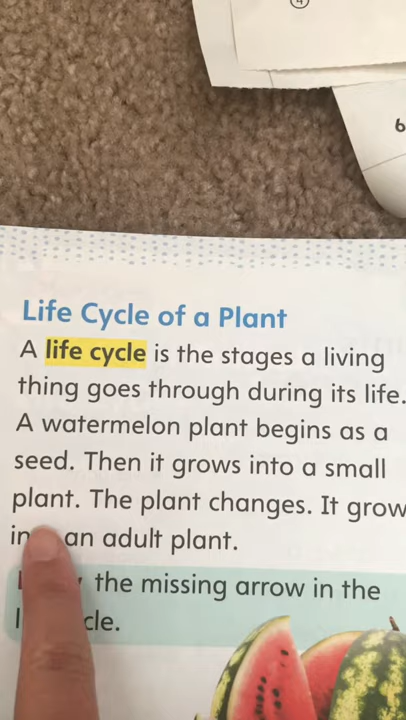 ④
6
Life Cycle of a Plant
A life cycle is the stages a living
thing goes through during its life.
A watermelon plant begins as a
seed. Then it grows into a small
plant. The plant changes. It grow
an adult plant.
the missing arrow in the
cle.